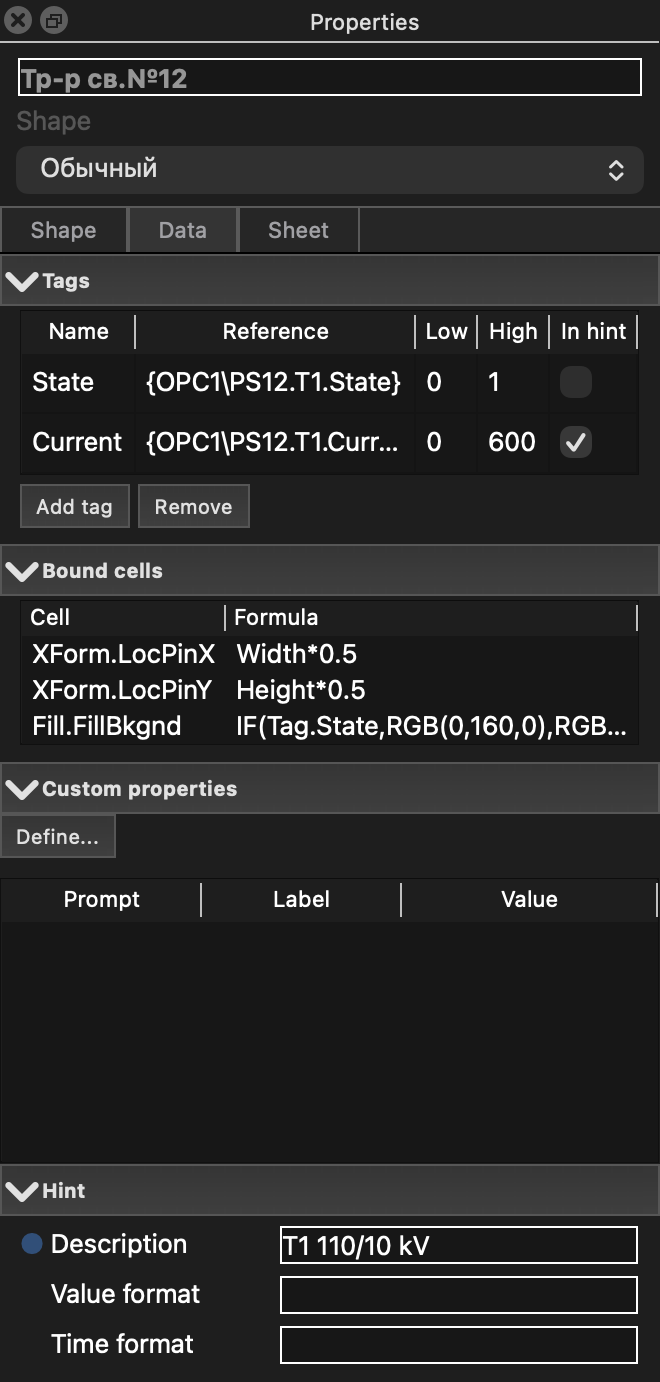 Properties
Тр-р св.№12
Shape
Обычный
Shape Data Sheet
Tags
Name Reference Low High In hint
State {OPC1\PS12.T1.State} 0 1
Current {OPC1\PS12.T1.Curr... 0 600
Add tag Remove
Bound cells
Cell Formula
XForm.LocPinX Width*0.5
XForm.LocPinY Height*0.5
Fill.FillBkgnd IF(Tag.State,RGB(0,160,0),RGB...
Custom properties
Define...
Prompt Label Value
Hint
Description T1 110/10 kV
Value format
Time format